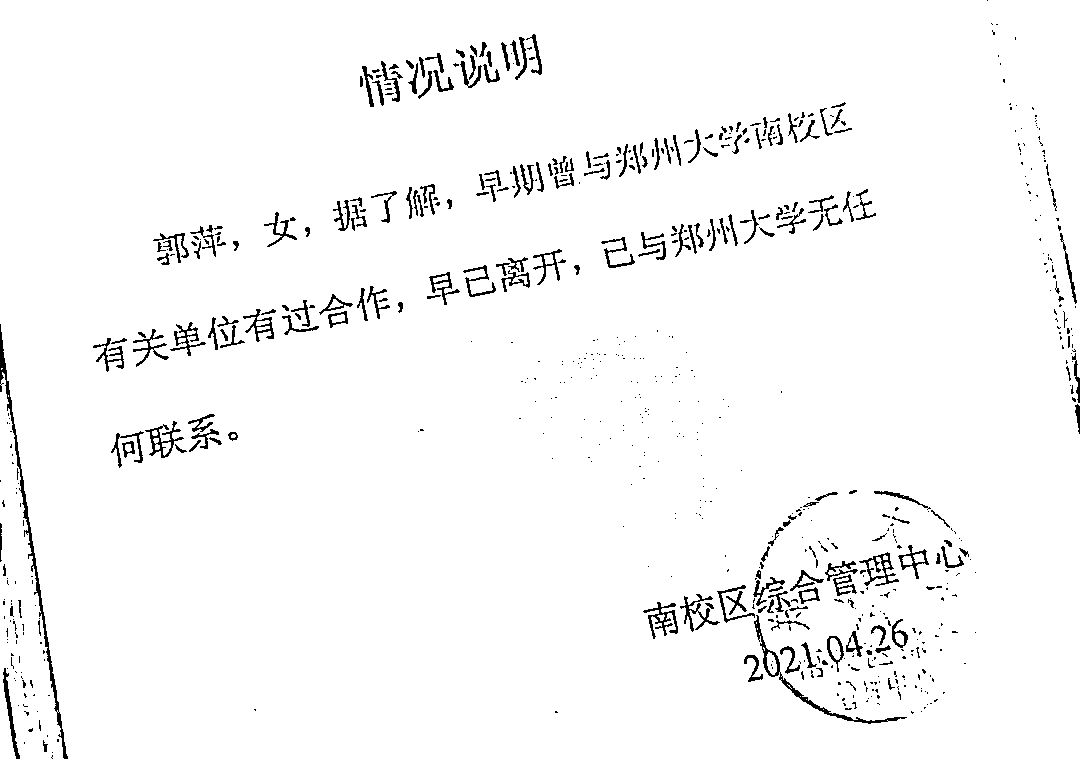 情况说明
郭萍，女，据了解，早期曾与郑州大学南校区
有关单位有过合作，早已离开，已与郑州大学无任
何联系。
南校区综合管理中心
2021.04.26